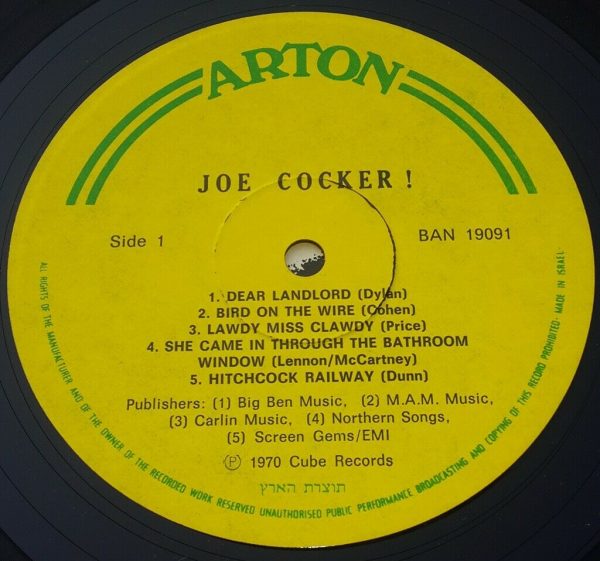 ARTON
JOE COCKER!
Side 1
BAN 19091
1. DEAR LANDLORD (Dylan)
2. BIRD ON THE WIRE (Cohen)
3. LAWDY MISS CLAWDY (Price)
4. SHE CAME IN THROUGH THE BATHROOM
WINDOW (Lennon/McCartney)
5. HITCHCOCK RAILWAY (Dunn)
Publishers: (1) Big Ben Music, (2) M.A.M. Music,
(3) Carlin Music, (4) Northern Songs,
(5) Screen Gems/EMI
Ⓟ 1970 Cube Records
תוצרת הארץ
ALL RIGHTS OF THE MANUFACTURER AND OF THE OWNER OF THE RECORDED WORK RESERVED UNAUTHORISED PUBLIC PERFORMANCE BROADCASTING AND COPYING OF THIS RECORD PROHIBITED · MADE IN ISRAEL ·